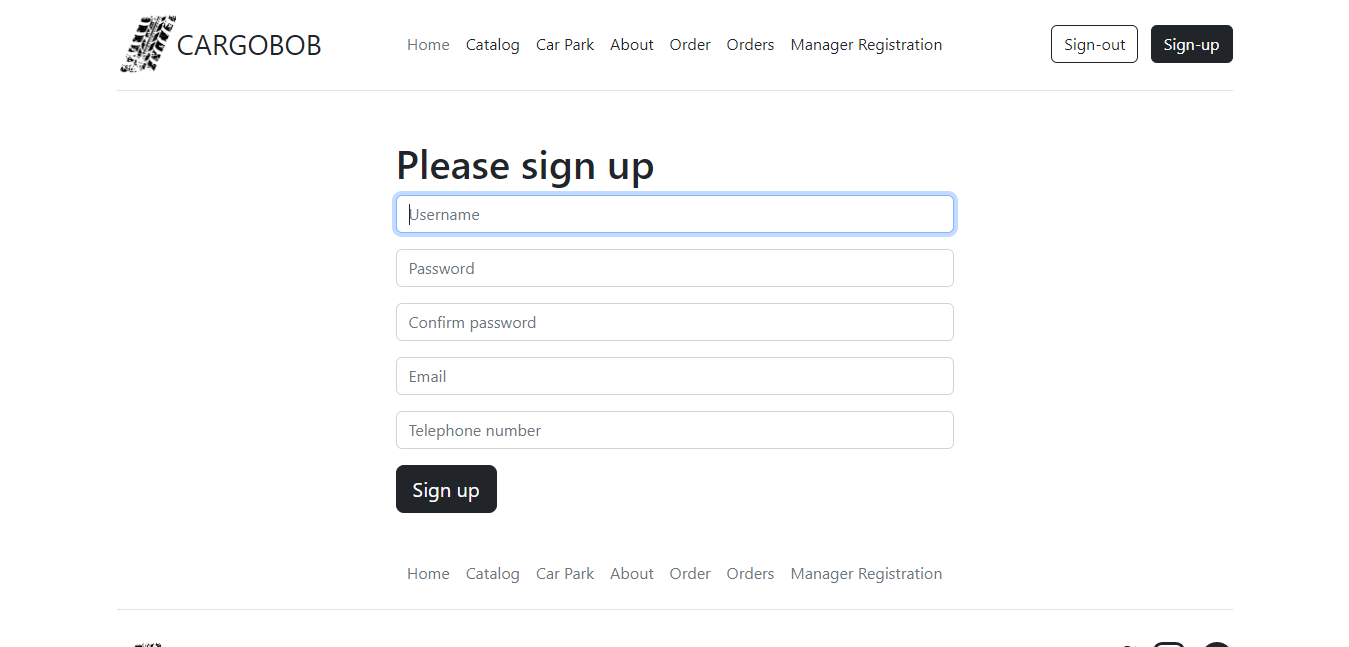 CARGOBOB Home Catalog Car Park About Order Orders Manager Registration Sign-out Sign-up
Please sign up
Username
Password
Confirm password
Email
Telephone number
Sign up
Home Catalog Car Park About Order Orders Manager Registration